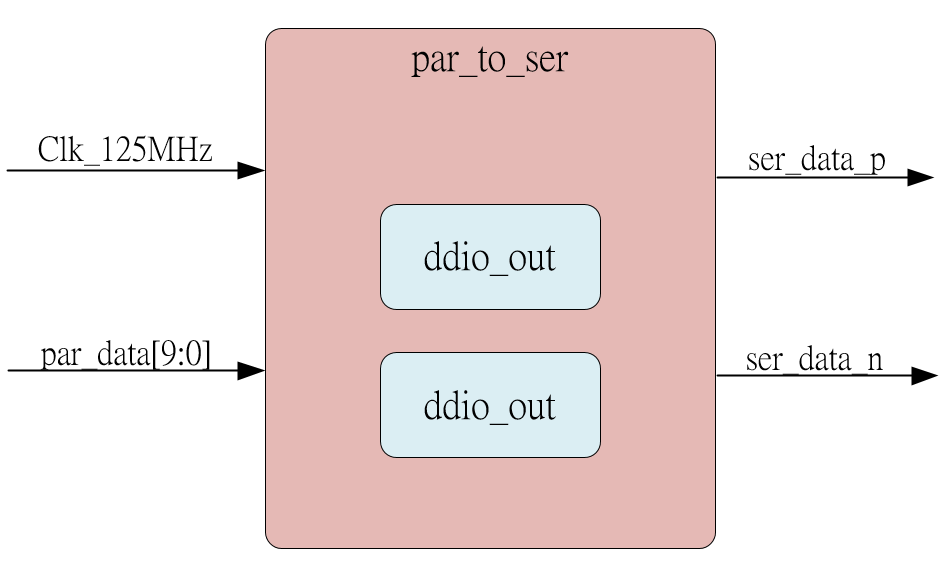 par_to_ser
Clk_125MHz
ser_data_p
ddio_out
par_data[9:0]
ser_data_n
ddio_out